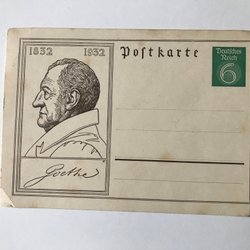 1832 1932
Postkarte
Deutsches
Reich
6
Goethe